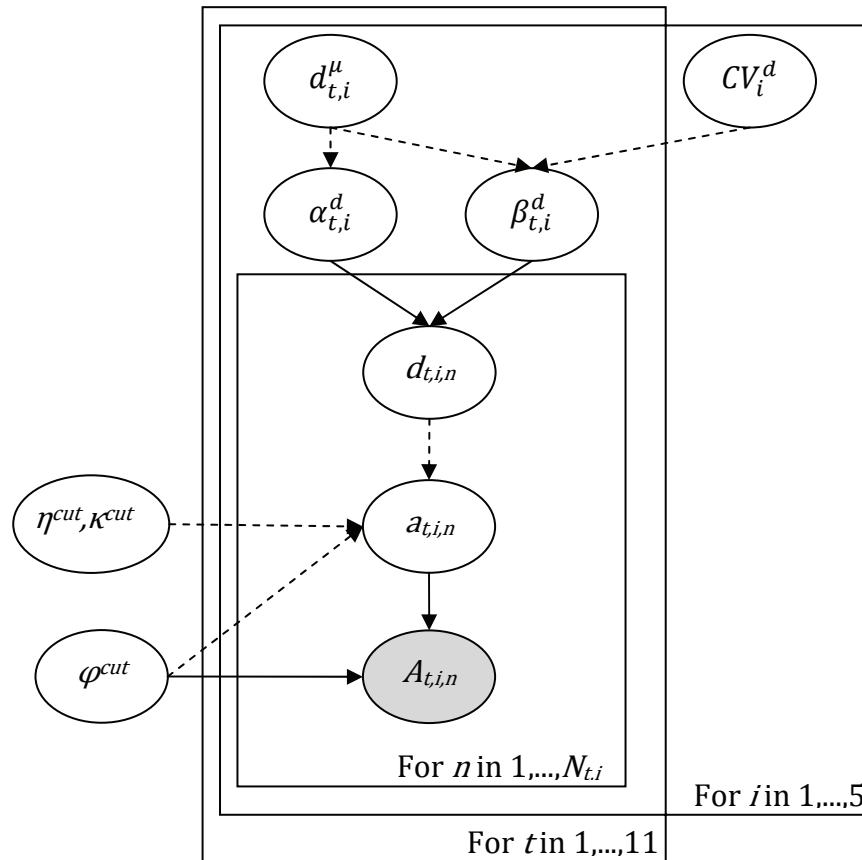 d^μ_{t,i}
CV^d_i
α^d_{t,i}
β^d_{t,i}
d_{t,i,n}
η^{cut},κ^{cut}
a_{t,i,n}
φ^{cut}
A_{t,i,n}
For n in 1,...,N_{t.i}
For i in 1,...,5
For t in 1,...,11